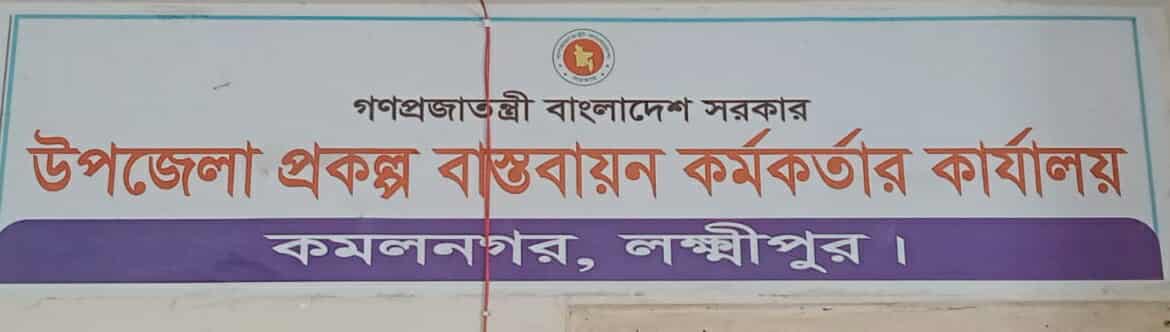 গণপ্রজাতন্ত্রী বাংলাদেশ সরকার
উপজেলা প্রকল্প বাস্তবায়ন কর্মকর্তার কার্যালয়
কমলনগর, লক্ষ্মীপুর।